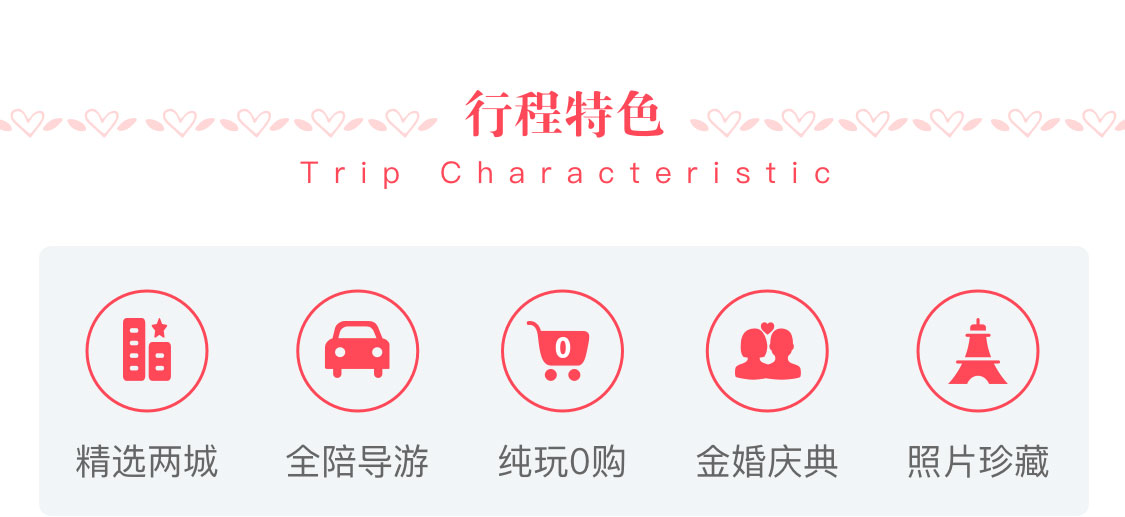 行程特色
Trip Characteristic
0
精选两城
全陪导游
纯玩0购
金婚庆典
照片珍藏